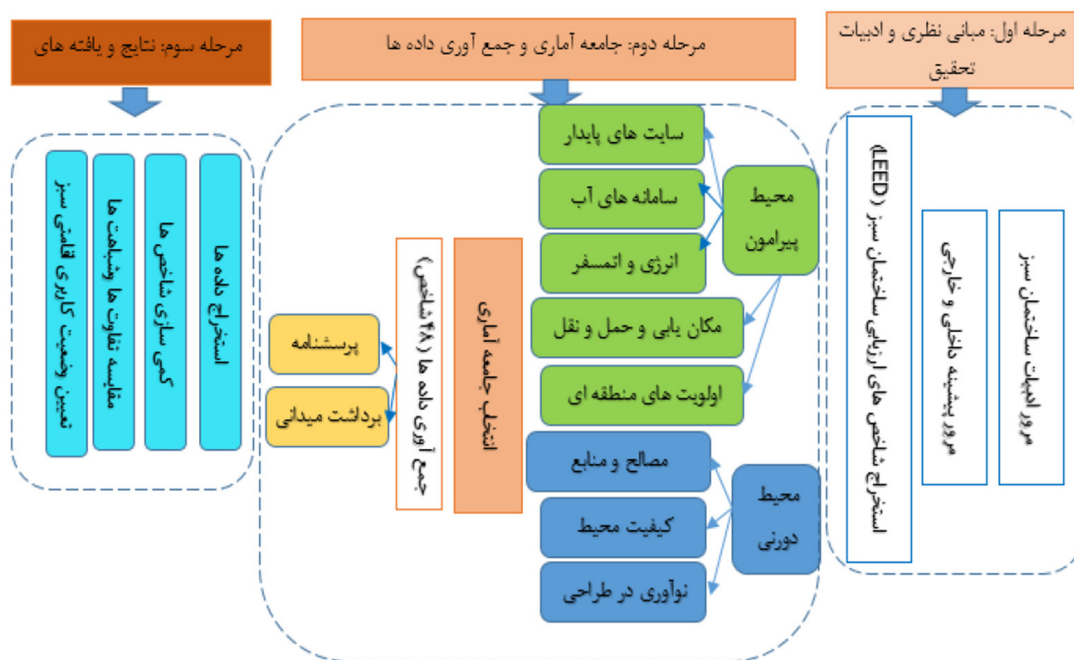 مرحله اول: مبانی نظری و ادبیات
تحقیق
مرور ادبیات ساختمان سبز
مرور پیشینه داخلی و خارجی
استخراج شاخص های ارزیابی ساختمان سبز (LEED)
مرحله دوم: جامعه آماری و جمع آوری داده ها
محیط
پیرامون
سایت های پایدار
سامانه های آب
انرژی و اتمسفر
مکان یابی و حمل و نقل
اولویت های منطقه ای
محیط
دورنی
مصالح و منابع
کیفیت محیط
نوآوری در طراحی
انتخاب جامعه آماری
جمع آوری داده ها (۴۸ شاخص)
پرسشنامه
برداشت میدانی
مرحله سوم: نتایج و یافته های
استخراج داده ها
کمی سازی شاخص ها
مقایسه تفاوت ها وشباهت ها
تعیین وضعیت کاربری اقامتی سبز